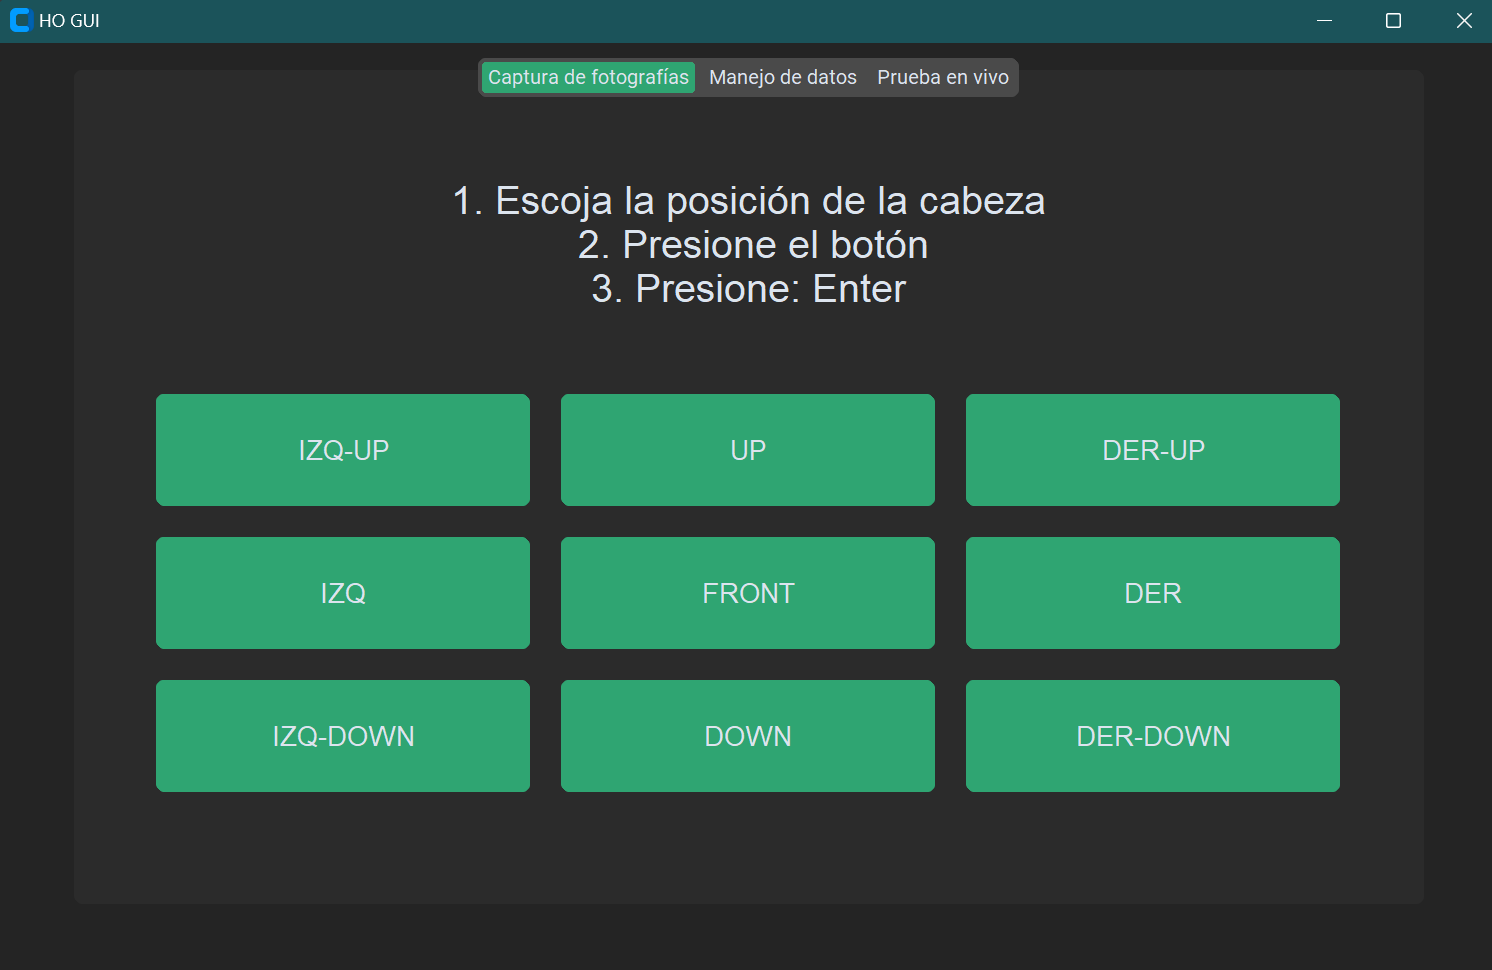 HO GUI
Captura de fotografías Manejo de datos Prueba en vivo
1. Escoja la posición de la cabeza
2. Presione el botón
3. Presione: Enter
IZQ-UP UP DER-UP
IZQ FRONT DER
IZQ-DOWN DOWN DER-DOWN